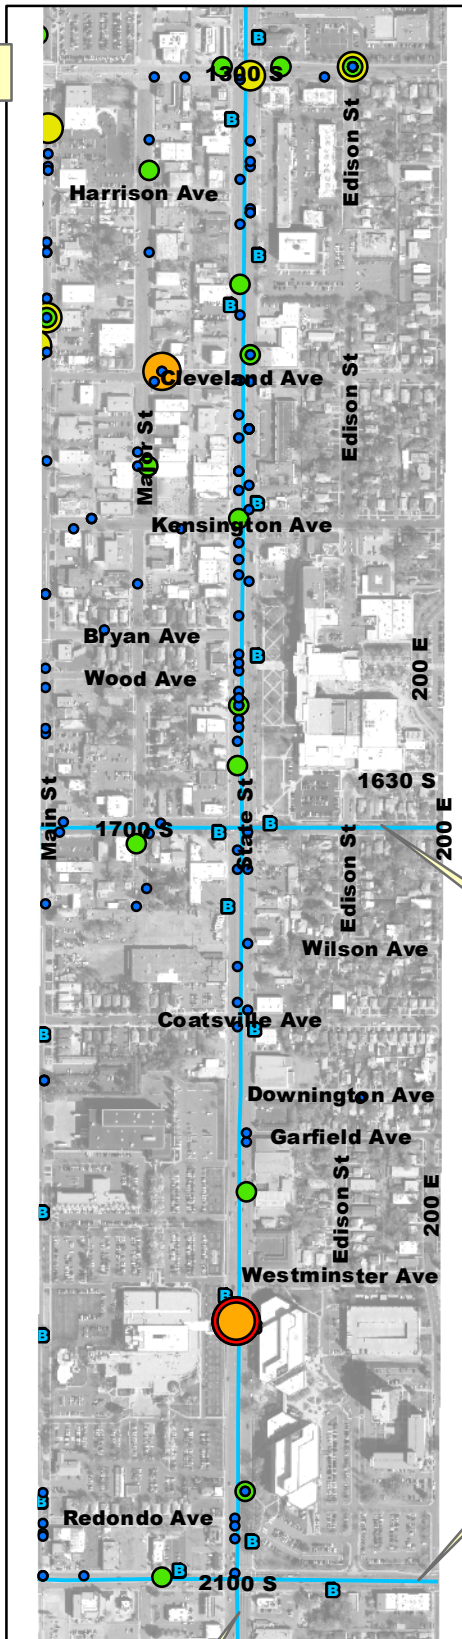 B
1300 S
Edison St
B
Harrison Ave
B
B
Cleveland Ave
Edison St
Major St
B
Kensington Ave
Bryan Ave
B
200 E
Wood Ave
1630 S
Main St
1700 S
B
B
State St
Edison St
200 E
B
Wilson Ave
Coatsville Ave
B
B
Downington Ave
Garfield Ave
Edison St
200 E
B
Westminster Ave
B
B
B
Redondo Ave
B
B
2100 S
B